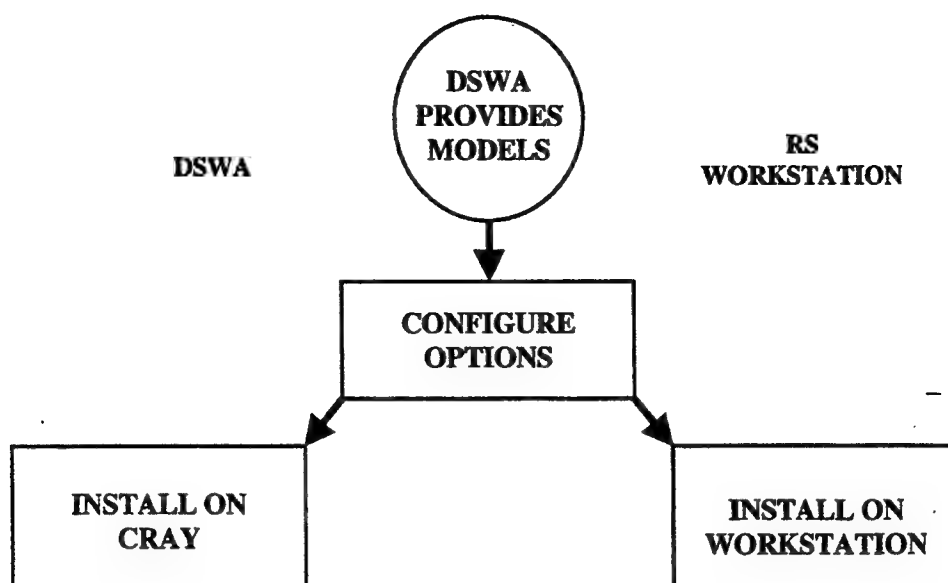 DSWA
PROVIDES
MODELS
DSWA
RS
WORKSTATION
CONFIGURE
OPTIONS
INSTALL ON
CRAY
INSTALL ON
WORKSTATION